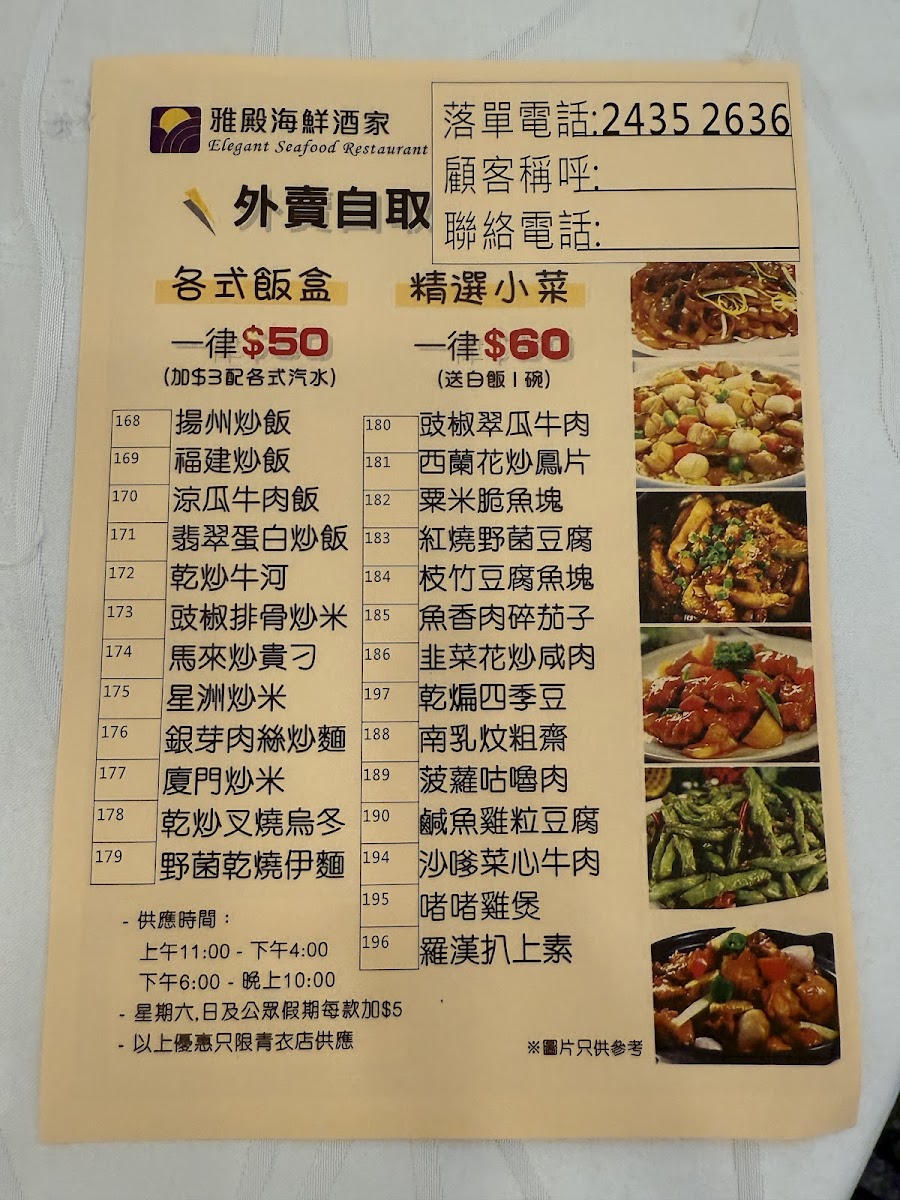 雅殿海鮮酒家
Elegant Seafood Restaurant
落單電話:2435 2636
顧客稱呼:
聯絡電話:
外賣自取
各式飯盒
一律$50
(加$3配各式汽水)
168 揚州炒飯
169 福建炒飯
170 涼瓜牛肉飯
171 翡翠蛋白炒飯
172 乾炒牛河
173 豉椒排骨炒米
174 馬來炒貴刁
175 星洲炒米
176 銀芽肉絲炒麵
177 廈門炒米
178 乾炒叉燒烏冬
179 野菌乾燒伊麵
精選小菜
一律$60
(送白飯1碗)
180 豉椒翠瓜牛肉
181 西蘭花炒鳳片
182 粟米脆魚塊
183 紅燒野菌豆腐
184 枝竹豆腐魚塊
185 魚香肉碎茄子
186 韭菜花炒咸肉
197 乾煸四季豆
188 南乳炆粗齋
189 菠蘿咕嚕肉
190 鹹魚雞粒豆腐
194 沙嗲菜心牛肉
195 啫啫雞煲
196 羅漢扒上素
- 供應時間：
上午11:00 - 下午4:00
下午6:00 - 晚上10:00
- 星期六,日及公眾假期每款加$5
- 以上優惠只限青衣店供應
※圖片只供參考